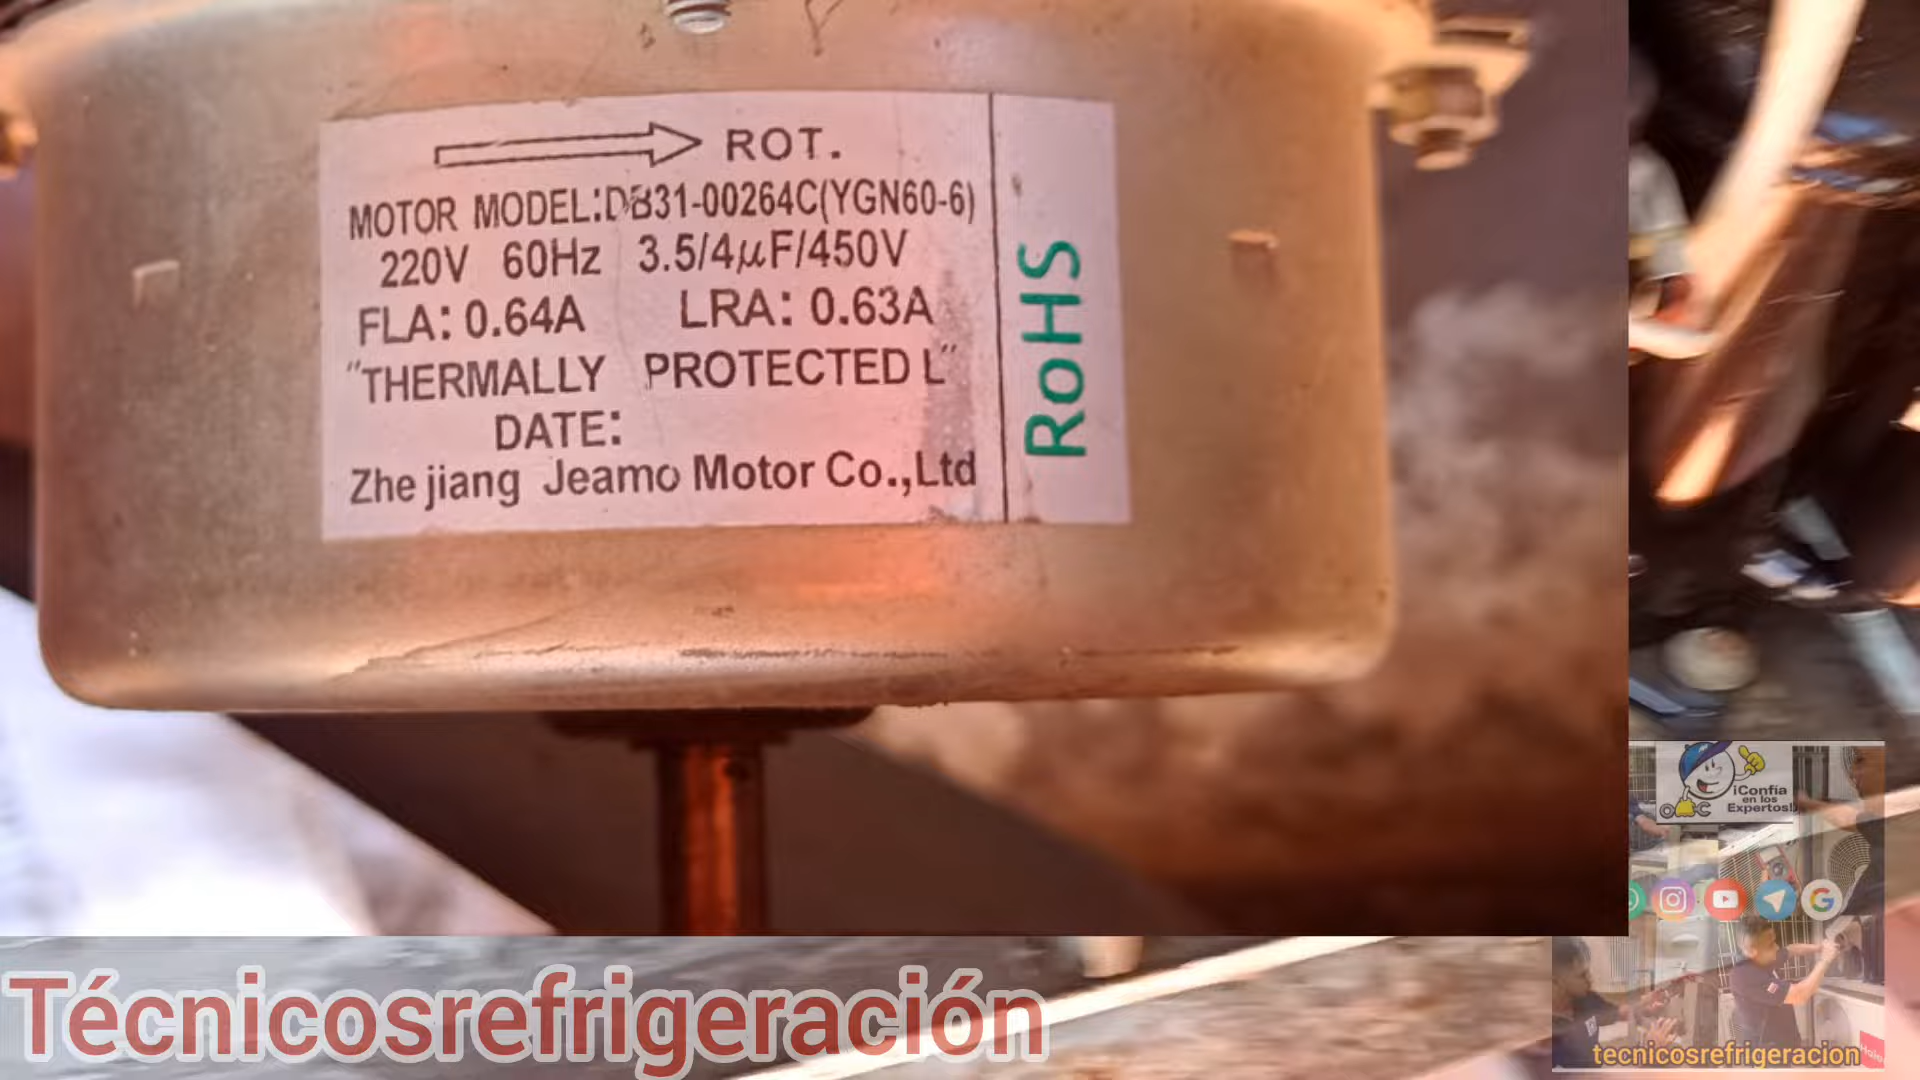 ROT.
MOTOR MODEL:DB31-00264C(YGN60-6)
220V 60Hz 3.5/4μF/450V
FLA: 0.64A LRA: 0.63A
"THERMALLY PROTECTED L"
DATE:
Zhe jiang Jeamo Motor Co.,Ltd
RoHS
¡Confía
en los
Expertos!
OMC
Técnicosrefrigeración
tecnicosrefrigeracion